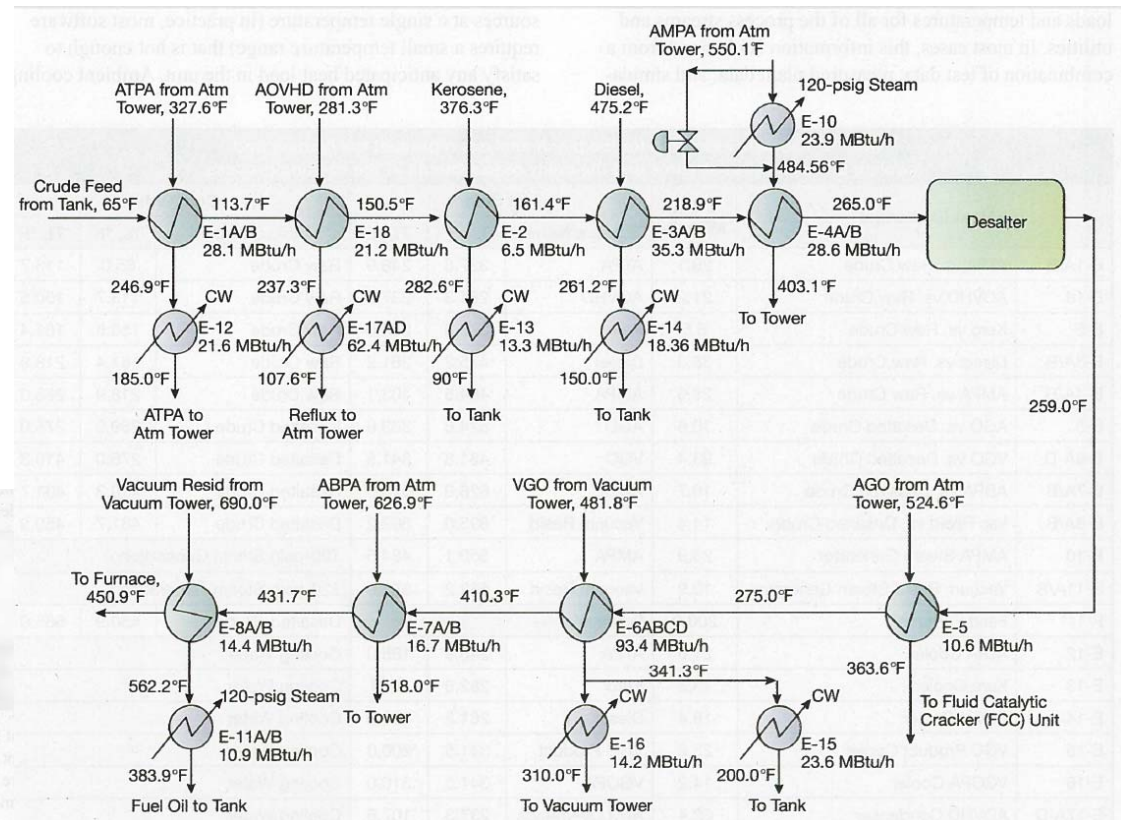 AMPA from Atm
Tower, 550.1°F
ATPA from Atm
Tower, 327.6°F
AOVHD from Atm
Tower, 281.3°F
Kerosene,
376.3°F
Diesel,
475.2°F
120-psig Steam
E-10
23.9 MBtu/h
484.56°F
Crude Feed
from Tank, 65°F
113.7°F
E-1A/B
28.1 MBtu/h
150.5°F
E-18
21.2 MBtu/h
161.4°F
E-2
6.5 MBtu/h
218.9°F
E-3A/B
35.3 MBtu/h
265.0°F
E-4A/B
28.6 MBtu/h
Desalter
246.9°F
CW
E-12
21.6 MBtu/h
185.0°F
ATPA to
Atm Tower
237.3°F
CW
E-17AD
62.4 MBtu/h
107.6°F
Reflux to
Atm Tower
282.6°F
CW
E-13
13.3 MBtu/h
90°F
To Tank
261.2°F
CW
E-14
18.36 MBtu/h
150.0°F
To Tank
403.1°F
To Tower
259.0°F
Vacuum Resid from
Vacuum Tower, 690.0°F
ABPA from Atm
Tower, 626.9°F
VGO from Vacuum
Tower, 481.8°F
AGO from Atm
Tower, 524.6°F
To Furnace,
450.9°F
431.7°F
E-8A/B
14.4 MBtu/h
410.3°F
E-7A/B
16.7 MBtu/h
275.0°F
E-6ABCD
93.4 MBtu/h
E-5
10.6 MBtu/h
562.2°F
120-psig Steam
E-11A/B
10.9 MBtu/h
383.9°F
Fuel Oil to Tank
518.0°F
To Tower
341.3°F
CW
E-16
14.2 MBtu/h
310.0°F
To Vacuum Tower
CW
E-15
23.6 MBtu/h
200.0°F
To Tank
363.6°F
To Fluid Catalytic
Cracker (FCC) Unit